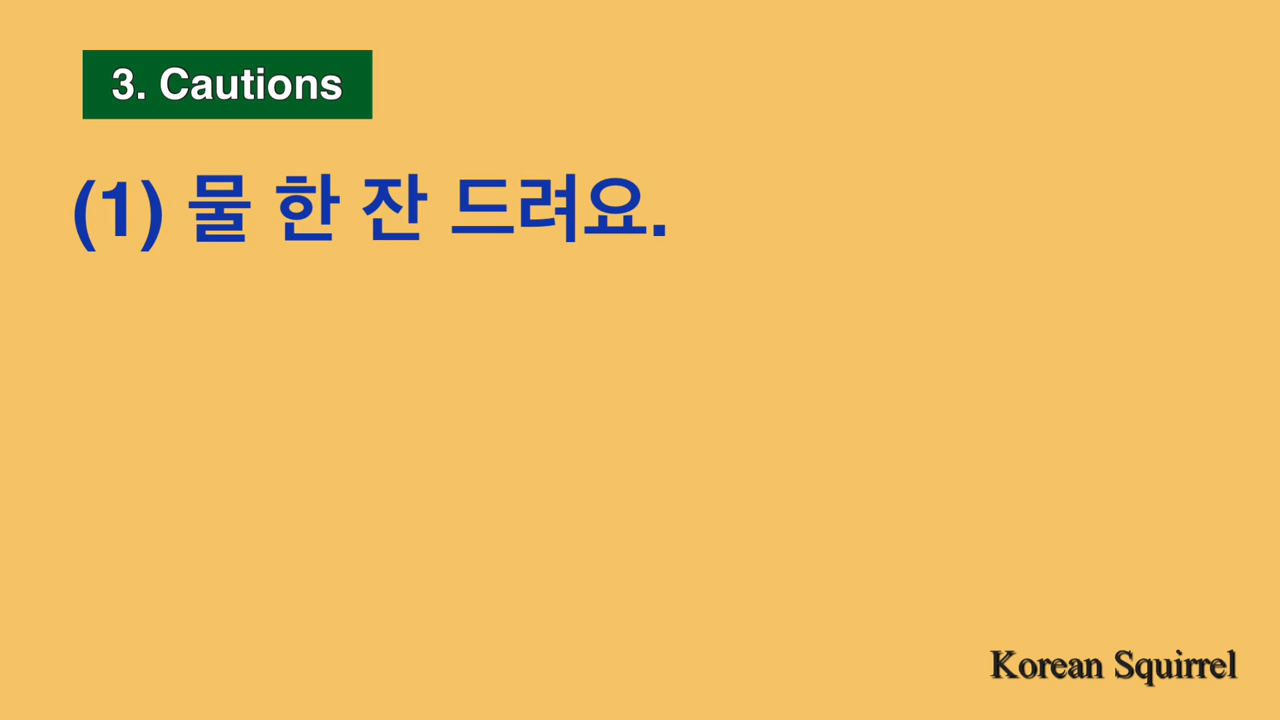 3. Cautions
(1) 물 한 잔 드려요.
Korean Squirrel